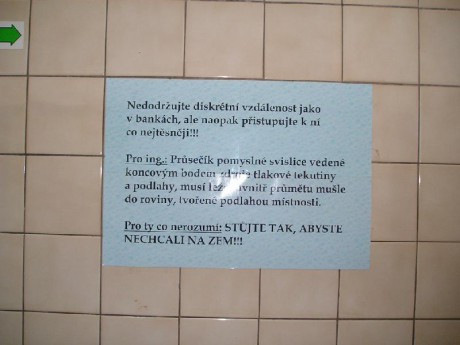 Nedodržujte diskrétní vzdálenost jako
v bankách, ale naopak přistupujte k ní
co nejtěsněji!!!
Pro ing.: Průsečík pomyslné svislice vedené
koncovým bodem zdroje tlakové tekutiny
a podlahy, musí ležet uvnitř průmětu mušle
do roviny, tvořené podlahou místnosti.
Pro ty co nerozumí: STŮJTE TAK, ABYSTE
NECHCALI NA ZEM!!!